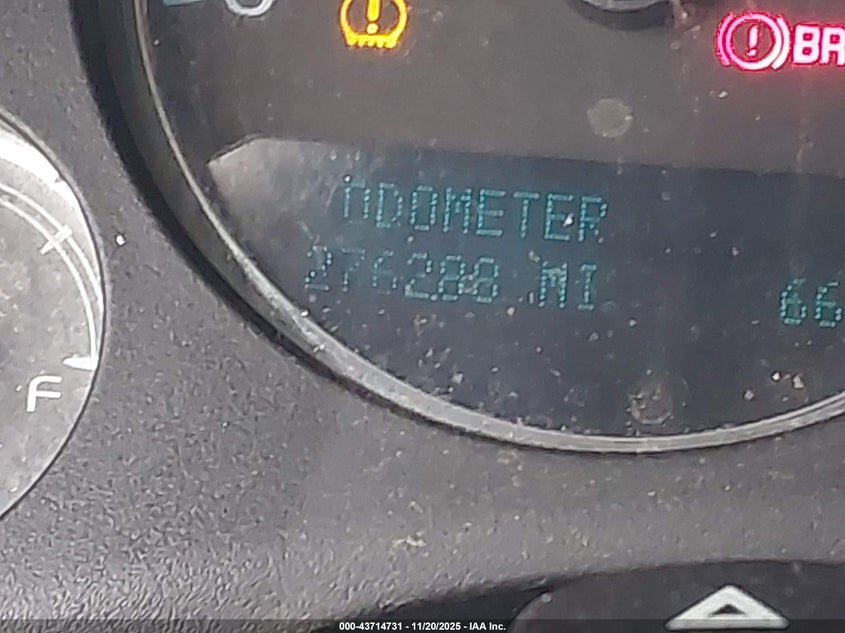 BR
ODOMETER
276288 MI
66
F
000-43714731 - 11/20/2025 - IAA Inc.